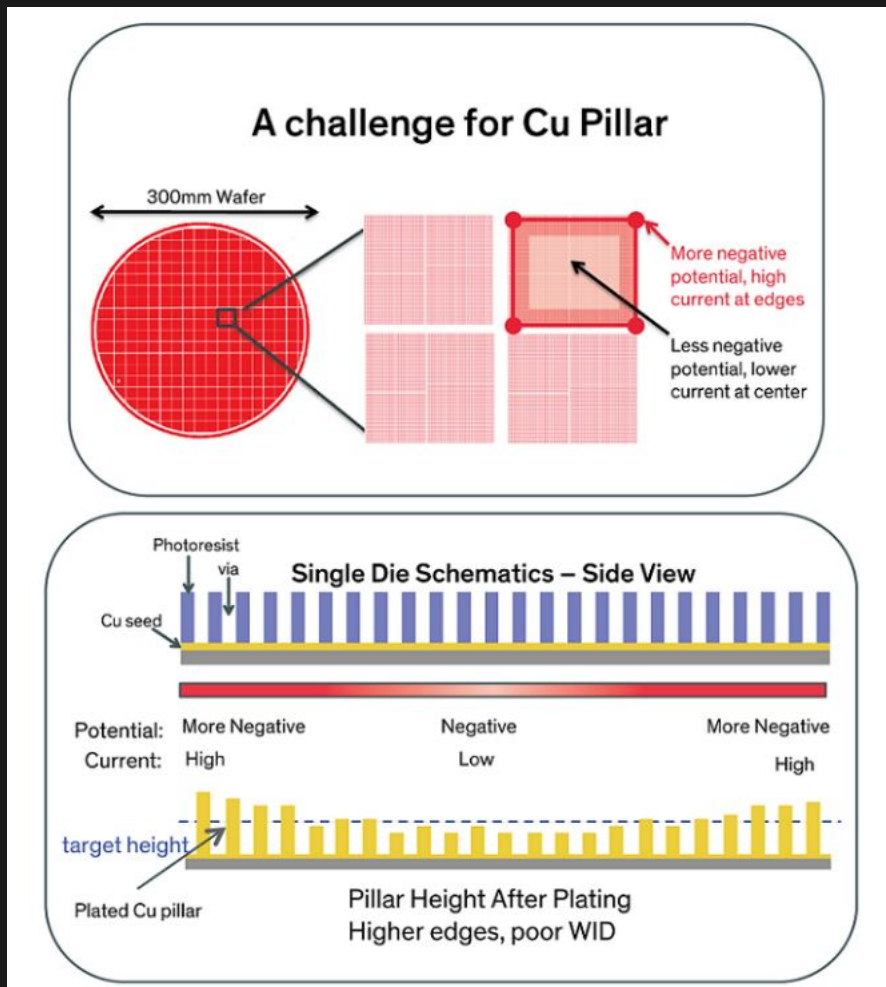 A challenge for Cu Pillar
300mm Wafer
More negative
potential, high
current at edges
Less negative
potential, lower
current at center
Photoresist
via
Single Die Schematics – Side View
Cu seed
Potential: More Negative Negative More Negative
Current: High Low High
target height
Plated Cu pillar
Pillar Height After Plating
Higher edges, poor WID